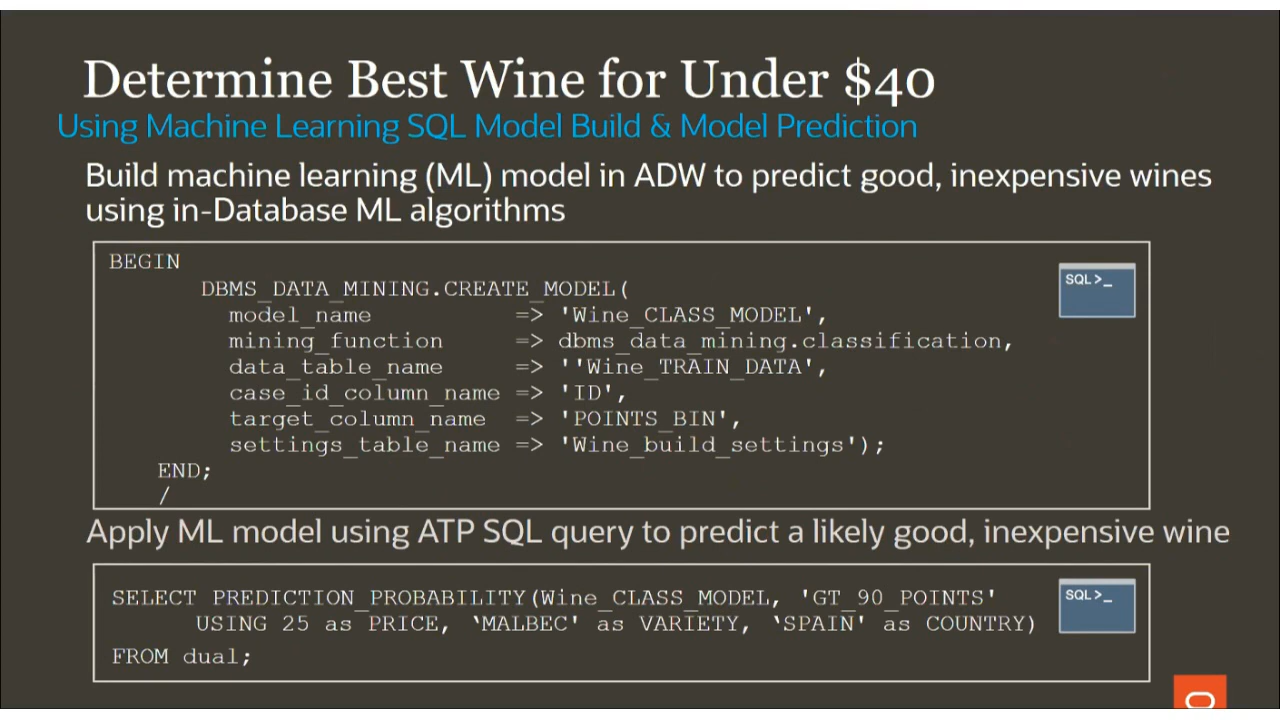 Determine Best Wine for Under $40
Using Machine Learning SQL Model Build & Model Prediction
Build machine learning (ML) model in ADW to predict good, inexpensive wines
using in-Database ML algorithms
BEGIN
DBMS_DATA_MINING.CREATE_MODEL(
model_name => 'Wine_CLASS_MODEL',
mining_function => dbms_data_mining.classification,
data_table_name => ''Wine_TRAIN_DATA',
case_id_column_name => 'ID',
target_column_name => 'POINTS_BIN',
settings_table_name => 'Wine_build_settings');
END;
/
SQL>_
Apply ML model using ATP SQL query to predict a likely good, inexpensive wine
SELECT PREDICTION_PROBABILITY(Wine_CLASS_MODEL, 'GT_90_POINTS'
USING 25 as PRICE, ‘MALBEC' as VARIETY, ‘SPAIN' as COUNTRY)
FROM dual;
SQL>_